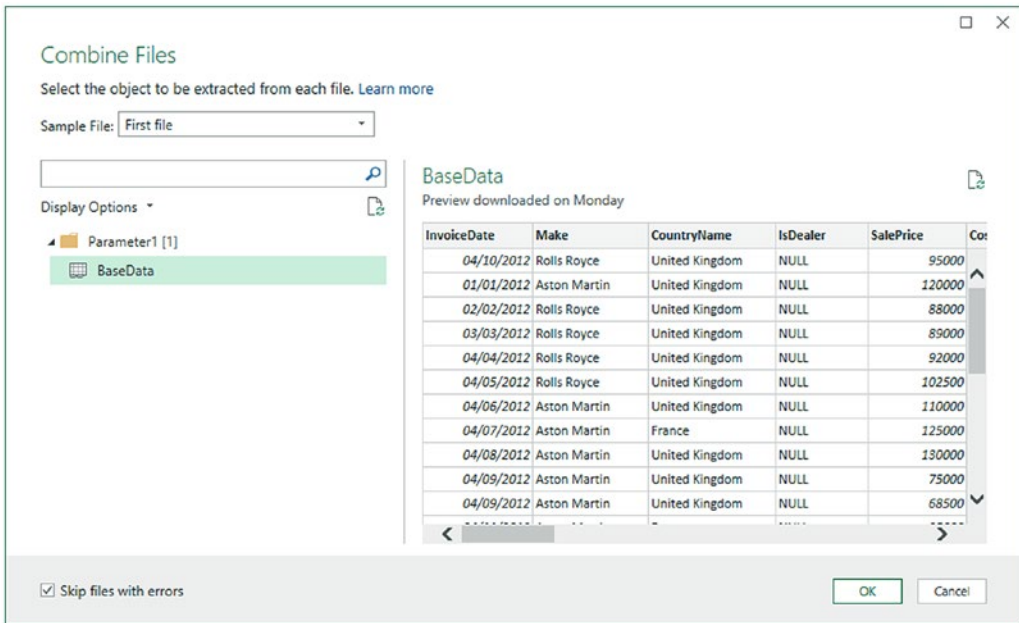 Combine Files
Select the object to be extracted from each file. Learn more
Sample File: First file
Display Options
Parameter1 [1]
BaseData
BaseData
Preview downloaded on Monday
InvoiceDate Make CountryName IsDealer SalePrice Cos
04/10/2012 Rolls Royce United Kingdom NULL 95000
01/01/2012 Aston Martin United Kingdom NULL 120000
02/02/2012 Rolls Royce United Kingdom NULL 88000
03/03/2012 Rolls Royce United Kingdom NULL 89000
04/04/2012 Rolls Royce United Kingdom NULL 92000
04/05/2012 Rolls Royce United Kingdom NULL 102500
04/06/2012 Aston Martin United Kingdom NULL 110000
04/07/2012 Aston Martin France NULL 125000
04/08/2012 Aston Martin United Kingdom NULL 130000
04/09/2012 Aston Martin United Kingdom NULL 75000
04/09/2012 Aston Martin United Kingdom NULL 68500
Skip files with errors
OK Cancel